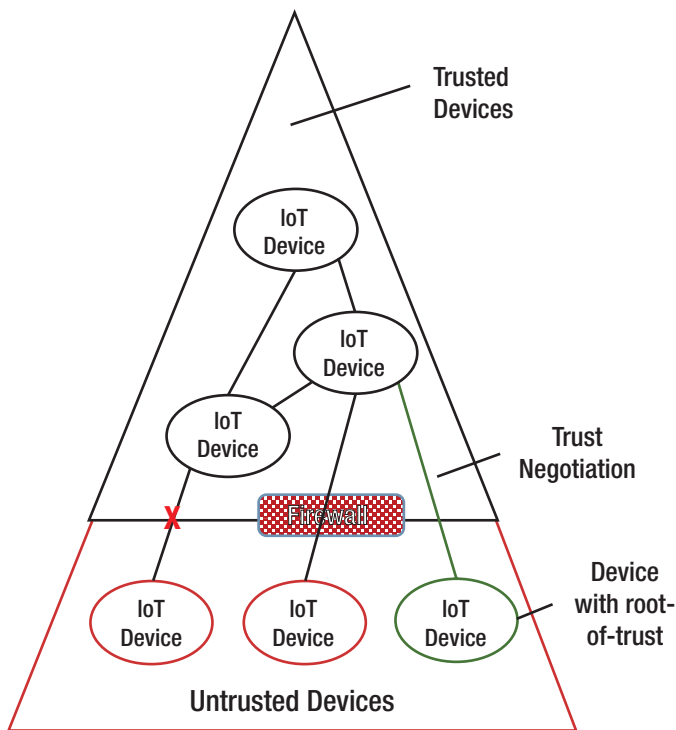 Trusted
Devices
IoT
Device
IoT
Device
IoT
Device
Trust
Negotiation
X
Firewall
IoT
Device
IoT
Device
IoT
Device
Device
with root-
of-trust
Untrusted Devices